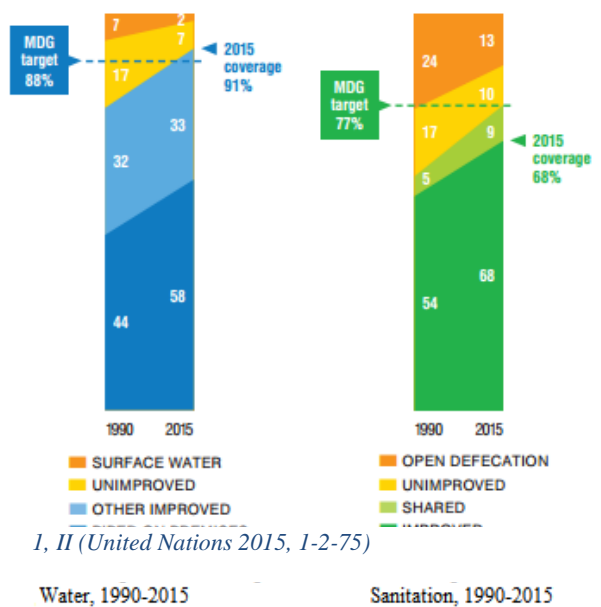 7
2
7
MDG
target
88%
2015
coverage
91%
17
33
32
58
44
1990 2015
SURFACE WATER
UNIMPROVED
OTHER IMPROVED
24
13
10
MDG
target
77%
17
9
2015
coverage
68%
5
68
54
1990 2015
OPEN DEFECATION
UNIMPROVED
SHARED
1, II (United Nations 2015, 1-2-75)
Water, 1990-2015
Sanitation, 1990-2015